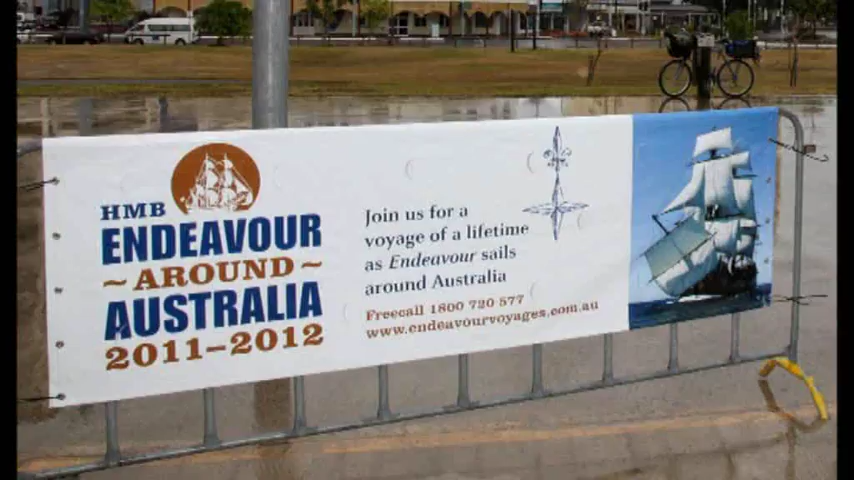 HMB
ENDEAVOUR
~AROUND~
AUSTRALIA
2011–2012
Join us for a
voyage of a lifetime
as Endeavour sails
around Australia
Freecall 1800 720 577
www.endeavourvoyages.com.au